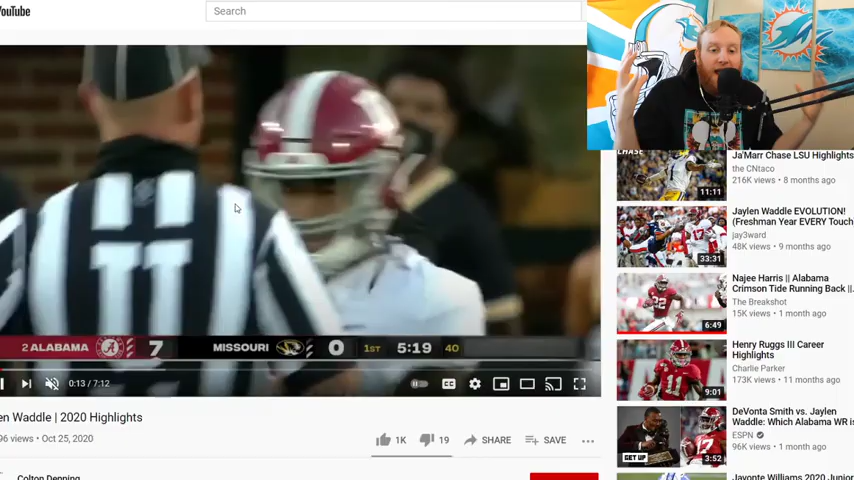 YouTube
Search
2 ALABAMA
7
MISSOURI
0
1ST
5:19
40
0:13 / 7:12
en Waddle | 2020 Highlights
96 views • Oct 25, 2020
1K
19
SHARE
SAVE
Colton Denning
CHASE
11:11
Ja'Marr Chase LSU Highlights
the CNtaco
216K views • 8 months ago
33:31
Jaylen Waddle EVOLUTION!
(Freshman Year EVERY Touch
jay3ward
48K views • 9 months ago
6:49
Najee Harris || Alabama
Crimson Tide Running Back ||.
The Breakshot
15K views • 1 month ago
9:01
Henry Ruggs III Career
Highlights
Charlie Parker
173K views • 11 months ago
GET UP
3:52
DeVonta Smith vs. Jaylen
Waddle: Which Alabama WR is
ESPN
96K views • 1 month ago
Javonte Williams 2020 Junior